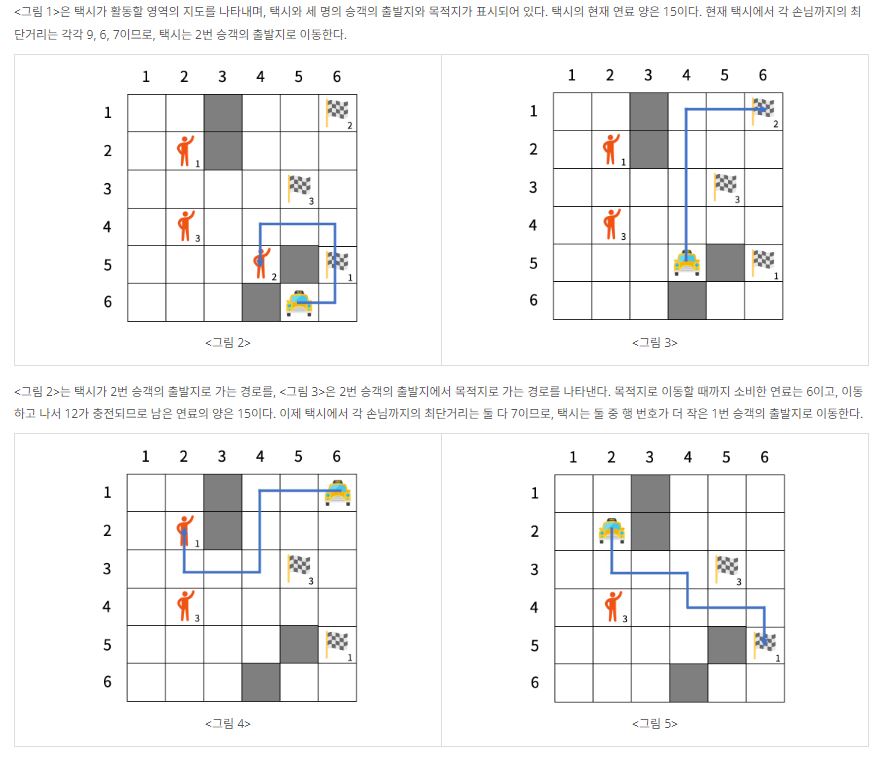 <그림 1>은 택시가 활동할 영역의 지도를 나타내며, 택시와 세 명의 승객의 출발지와 목적지가 표시되어 있다. 택시의 현재 연료 양은 15이다. 현재 택시에서 각 손님까지의 최
단거리는 각각 9, 6, 7이므로, 택시는 2번 승객의 출발지로 이동한다.
1 2 3 4 5 6
1 2
2 1
3 3
4 3
5 2 1
6
<그림 2>
1 2 3 4 5 6
1 2
2 1
3 3
4 3
5 1
6
<그림 3>
<그림 2>는 택시가 2번 승객의 출발지로 가는 경로를, <그림 3>은 2번 승객의 출발지에서 목적지로 가는 경로를 나타낸다. 목적지로 이동할 때까지 소비한 연료는 6이고, 이동
하고 나서 12가 충전되므로 남은 연료의 양은 15이다. 이제 택시에서 각 손님까지의 최단거리는 둘 다 7이므로, 택시는 둘 중 행 번호가 더 작은 1번 승객의 출발지로 이동한다.
1 2 3 4 5 6
1
2 1
3 3
4 3
5 1
6
<그림 4>
1 2 3 4 5 6
1
2
3 3
4 3
5 1
6
<그림 5>